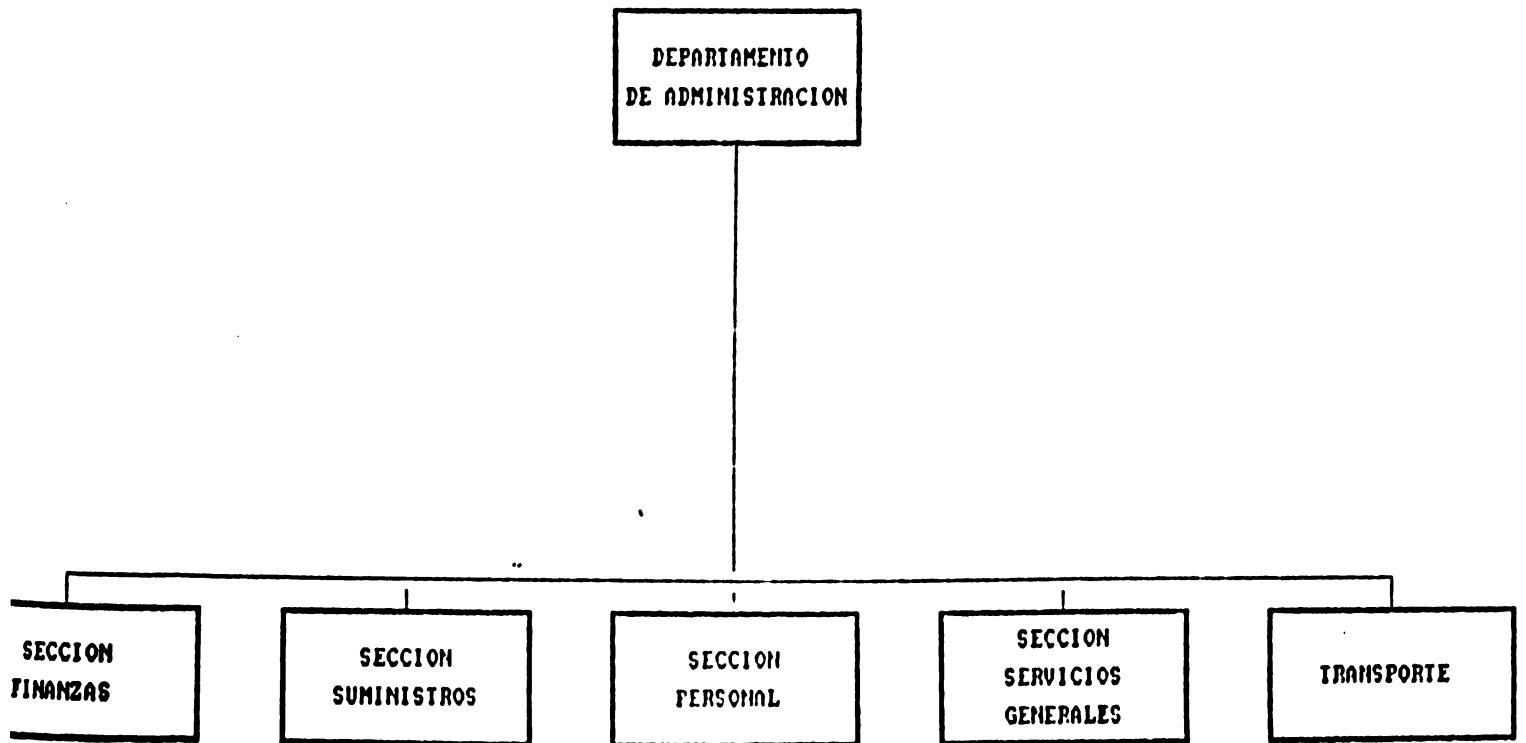 DEPARTAMENTO
DE ADMINISTRACION
SECCION
FINANZAS
SECCION
SUMINISTROS
SECCION
PERSONAL
SECCION
SERVICIOS
GENERALES
TRANSPORTE